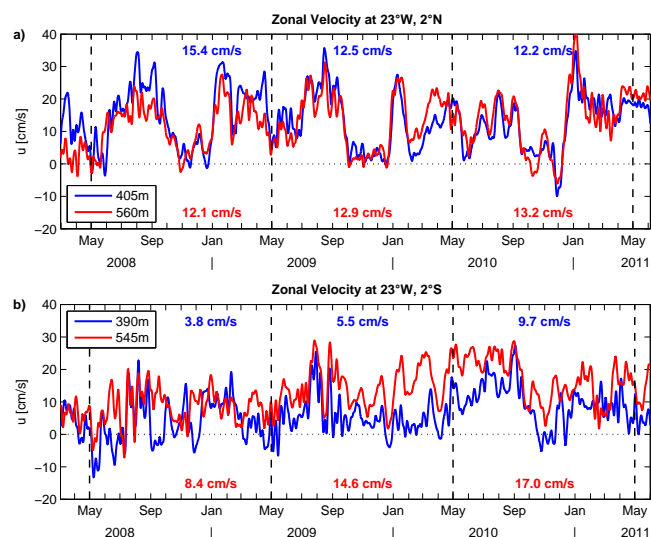 Zonal Velocity at 23°W, 2°N
a)
40
30
20
10
0
−10
−20
u [cm/s]
15.4 cm/s 12.5 cm/s 12.2 cm/s
405m
560m
12.1 cm/s 12.9 cm/s 13.2 cm/s
May Sep Jan May Sep Jan May Sep Jan May
2008 | 2009 | 2010 | 2011
Zonal Velocity at 23°W, 2°S
b)
40
30
20
10
0
−10
−20
u [cm/s]
390m
545m
3.8 cm/s 5.5 cm/s 9.7 cm/s
8.4 cm/s 14.6 cm/s 17.0 cm/s
May Sep Jan May Sep Jan May Sep Jan May
2008 | 2009 | 2010 | 2011